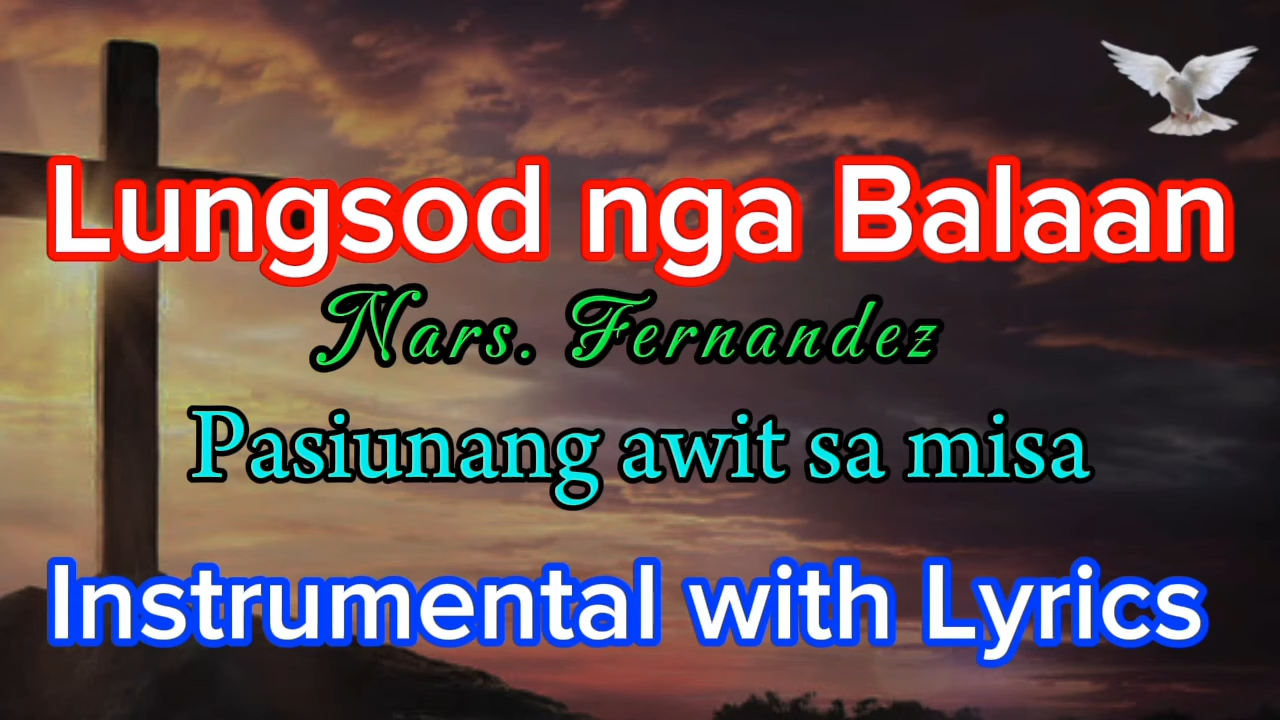 Lungsod nga Balaan
Nars. Fernandez
Pasiunang awit sa misa
Instrumental with Lyrics